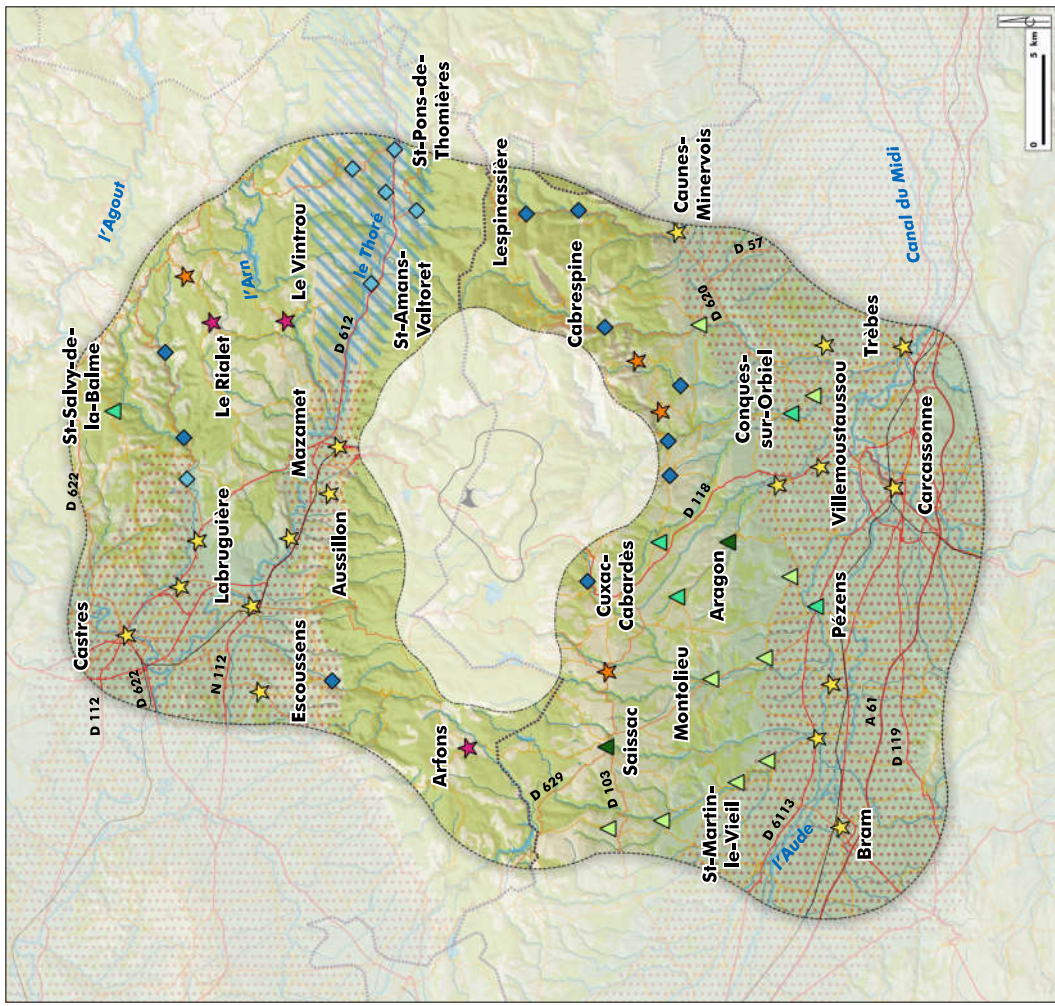 l'Agout
St-Salvy-de-
la-Balme
D 622
Castres
D 112
D 622
N 112
Labruguière
Escoussens
Aussillon
Mazamet
Le Rialet
Le Vintrou
l'Arn
le Thoré
D 612
St-Amans-
Valtoret
St-Pons-de-
Thomières
Lespinassière
Cabrespine
Caunes-
Minervois
D 57
D 620
Canal du Midi
Trèbes
Conques-
sur-Orbiel
Villemoustaussou
Carcassonne
D 118
Cuxac-
Cabardès
Aragon
Pézens
Montolieu
Saissac
Arfons
D 629
D 103
St-Martin-
le-Vieil
D 6113
l'Aude
Bram
A 61
D 119
0
5 km